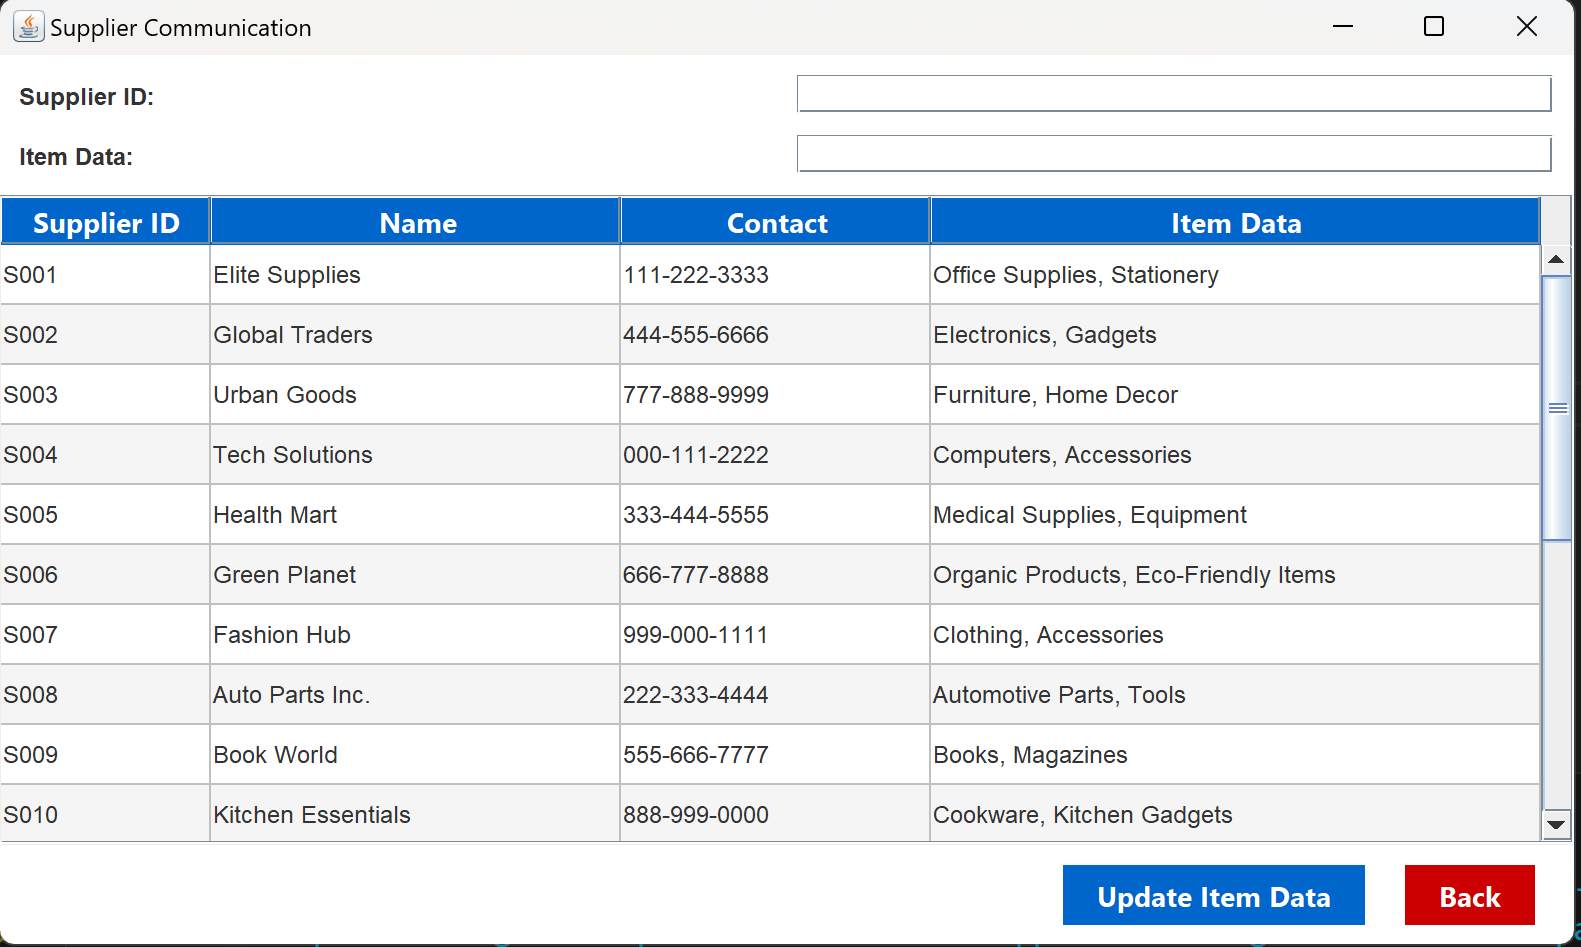 Supplier Communication
Supplier ID:
Item Data:
Supplier ID Name Contact Item Data
S001 Elite Supplies 111-222-3333 Office Supplies, Stationery
S002 Global Traders 444-555-6666 Electronics, Gadgets
S003 Urban Goods 777-888-9999 Furniture, Home Decor
S004 Tech Solutions 000-111-2222 Computers, Accessories
S005 Health Mart 333-444-5555 Medical Supplies, Equipment
S006 Green Planet 666-777-8888 Organic Products, Eco-Friendly Items
S007 Fashion Hub 999-000-1111 Clothing, Accessories
S008 Auto Parts Inc. 222-333-4444 Automotive Parts, Tools
S009 Book World 555-666-7777 Books, Magazines
S010 Kitchen Essentials 888-999-0000 Cookware, Kitchen Gadgets
Update Item Data Back